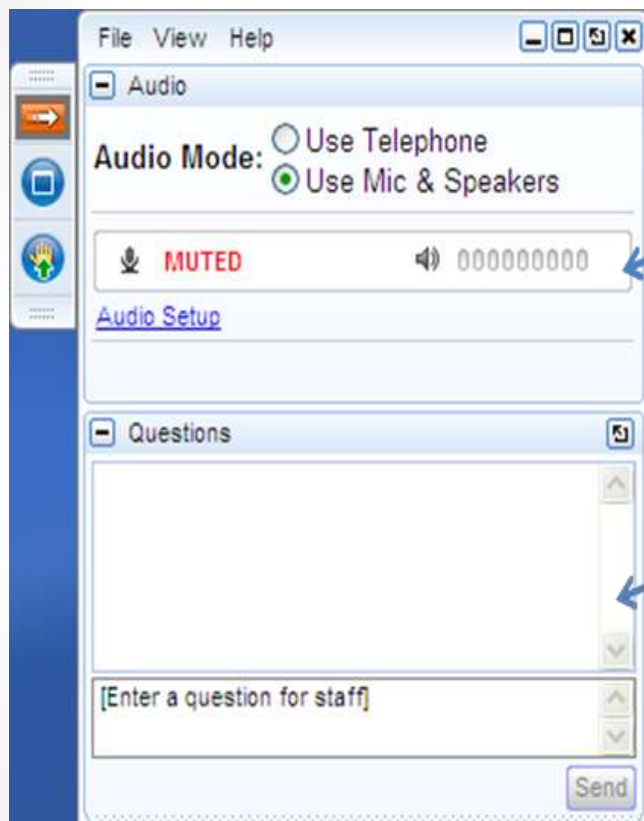 File View Help
Audio
Audio Mode: Use Telephone
Use Mic & Speakers
MUTED 000000000
Audio Setup
Questions
[Enter a question for staff]
Send